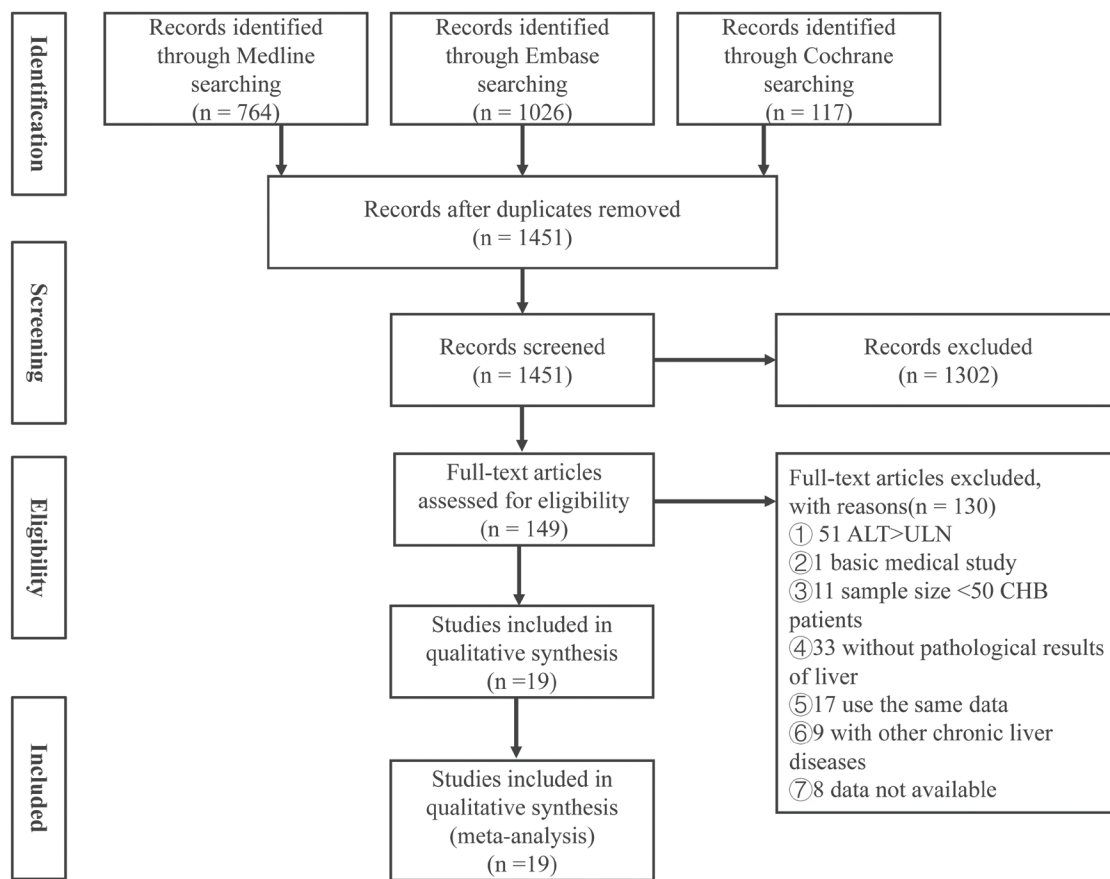 Identification
Records identified
through Medline
searching
(n = 764)
Records identified
through Embase
searching
(n = 1026)
Records identified
through Cochrane
searching
(n = 117)
Records after duplicates removed
(n = 1451)
Screening
Records screened
(n = 1451)
Records excluded
(n = 1302)
Eligibility
Full-text articles
assessed for eligibility
(n = 149)
Full-text articles excluded,
with reasons(n = 130)
① 51 ALT>ULN
②1 basic medical study
③11 sample size <50 CHB
patients
④33 without pathological results
of liver
⑤17 use the same data
⑥9 with other chronic liver
diseases
⑦8 data not available
Studies included in
qualitative synthesis
(n =19)
Included
Studies included in
qualitative synthesis
(meta-analysis)
(n =19)